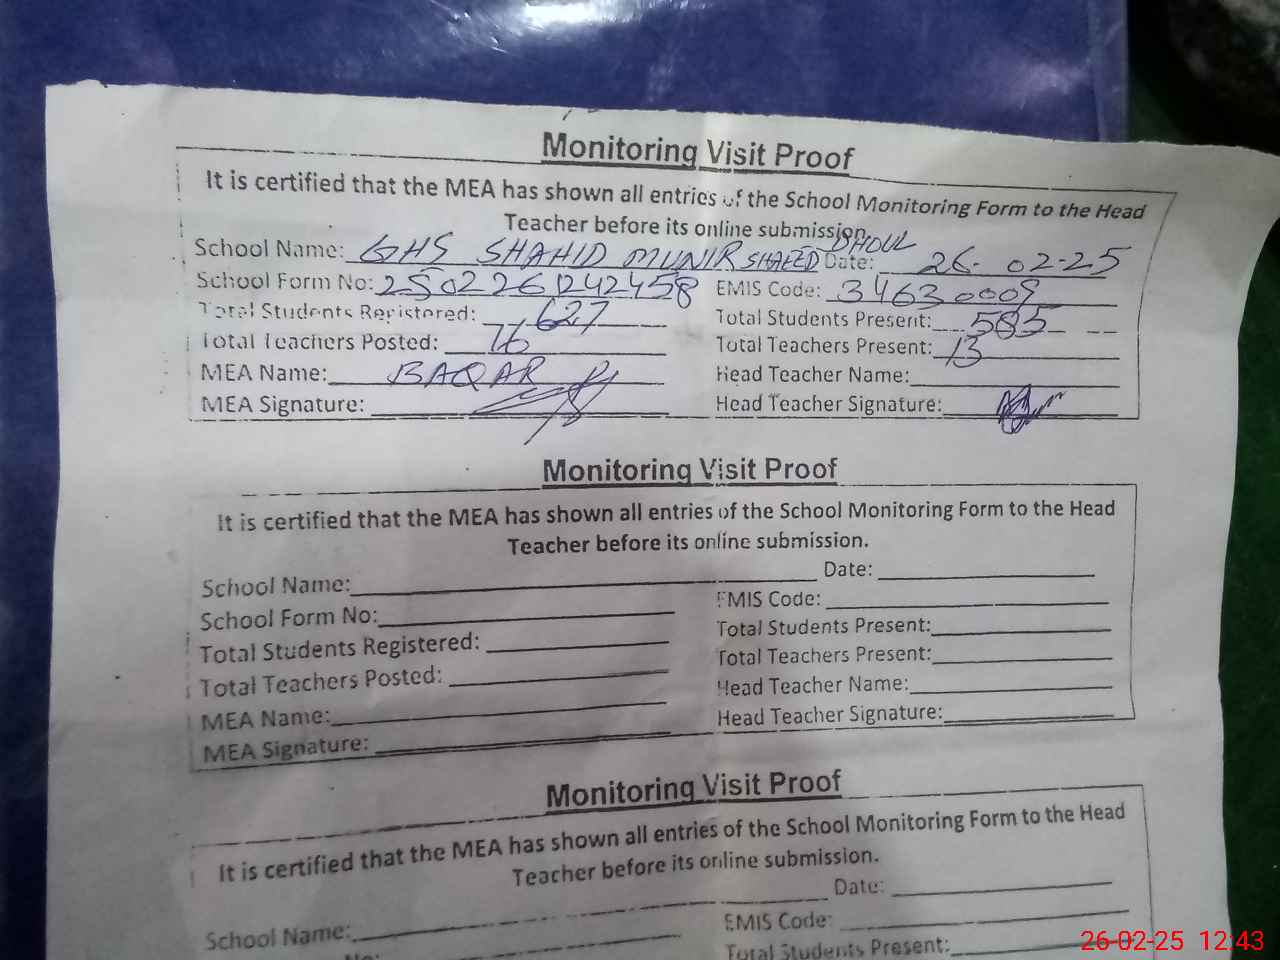 Monitoring Visit Proof
It is certified that the MEA has shown all entries of the School Monitoring Form to the Head
Teacher before its online submission.
School Name: GHS SHAHID MUNIR SHAEED DHOUL Date: 26-02-25
School Form No: 2502261242458 EMIS Code: 34630009
Total Students Registered: 627 Total Students Present: 585
Total Teachers Posted: 16 Total Teachers Present: 13
MEA Name: BAQAR Head Teacher Name:
MEA Signature: Head Teacher Signature:
Monitoring Visit Proof
It is certified that the MEA has shown all entries of the School Monitoring Form to the Head
Teacher before its online submission.
School Name: Date:
School Form No: EMIS Code:
Total Students Registered: Total Students Present:
Total Teachers Posted: Total Teachers Present:
MEA Name: Head Teacher Name:
MEA Signature: Head Teacher Signature:
Monitoring Visit Proof
It is certified that the MEA has shown all entries of the School Monitoring Form to the Head
Teacher before its online submission.
School Name: Date:
EMIS Code:
No: Total Students Present:
26-02-25 12:43